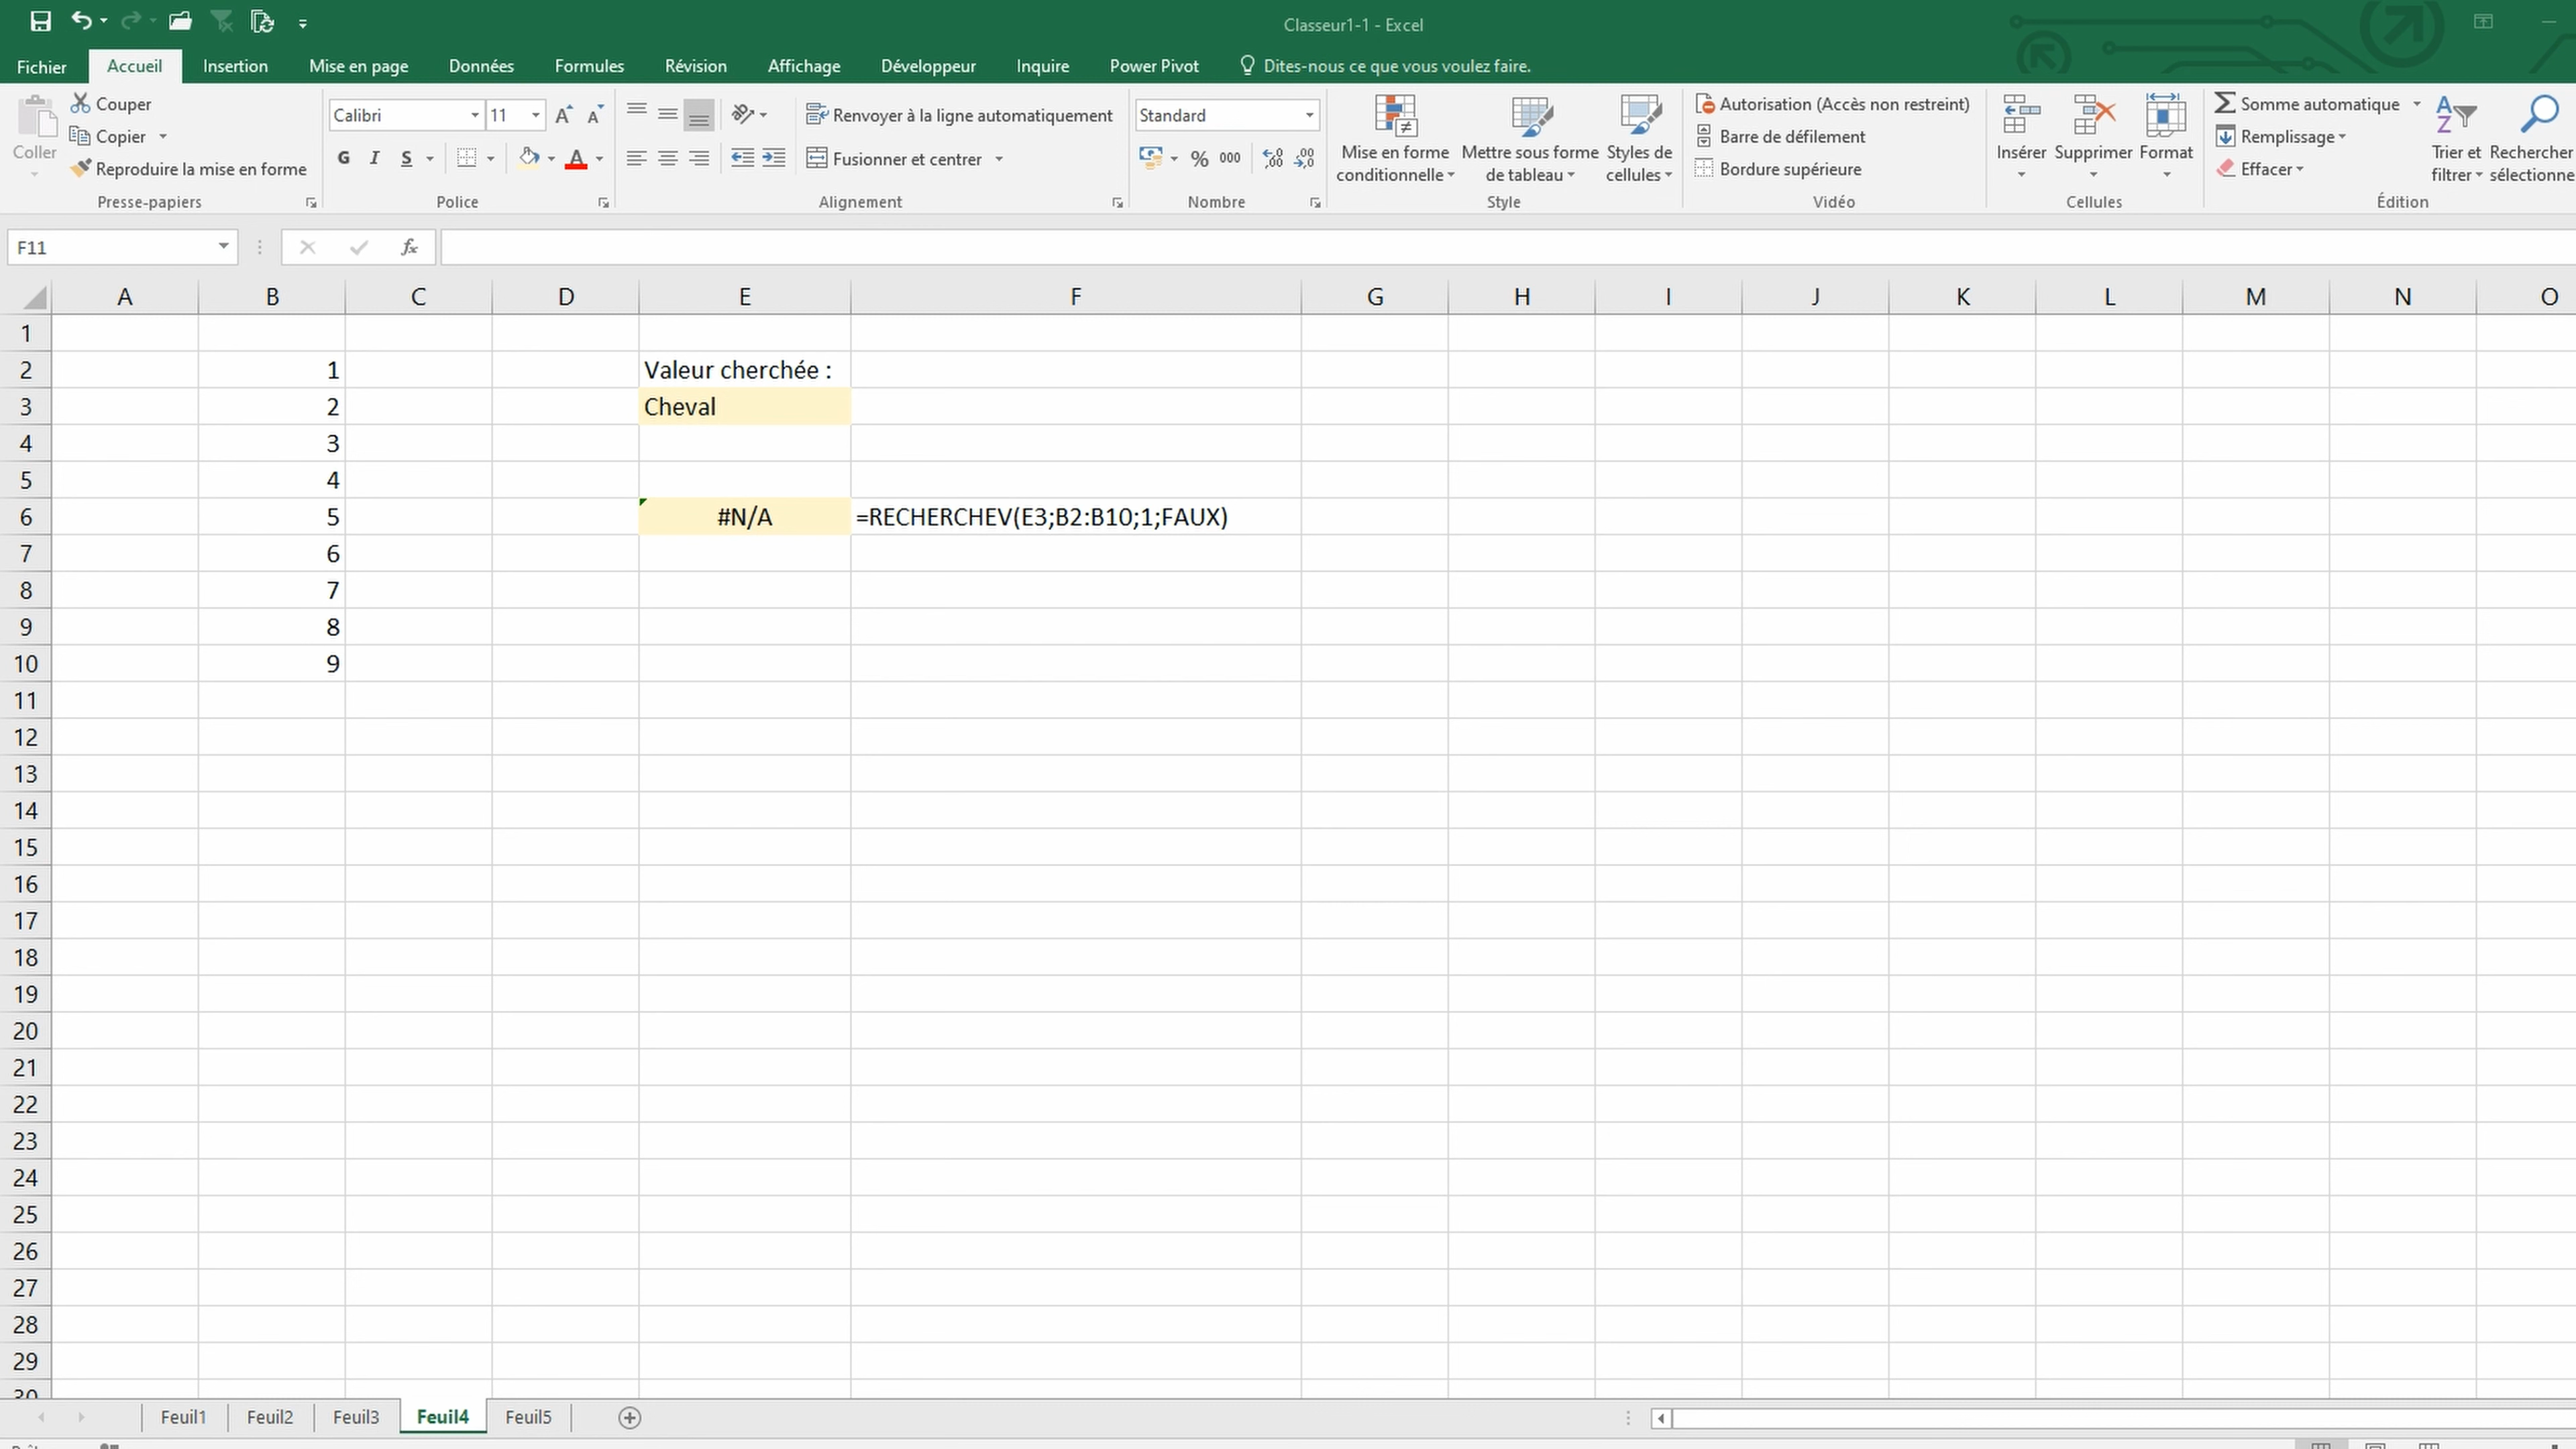 Classeur1-1 - Excel
Fichier Accueil Insertion Mise en page Données Formules Révision Affichage Développeur Inquire Power Pivot Dites-nous ce que vous voulez faire.
Coller
Couper
Copier
Reproduire la mise en forme
Presse-papiers
Calibri 11
G I S
Police
Renvoyer à la ligne automatiquement
Fusionner et centrer
Alignement
Standard
% 000
Nombre
Mise en forme
conditionnelle
Mettre sous forme
de tableau
Styles de
cellules
Style
Autorisation (Accès non restreint)
Barre de défilement
Bordure supérieure
Vidéo
Insérer Supprimer Format
Cellules
Somme automatique
Remplissage
Effacer
Trier et
filtrer
Rechercher
sélectionne
Édition
F11 fx
A B C D E F G H I J K L M N O
1
2 1 Valeur cherchée :
3 2 Cheval
4 3
5 4
6 5 #N/A =RECHERCHEV(E3;B2:B10;1;FAUX)
7 6
8 7
9 8
10 9
11
12
13
14
15
16
17
18
19
20
21
22
23
24
25
26
27
28
29
30
Feuil1 Feuil2 Feuil3 Feuil4 Feuil5